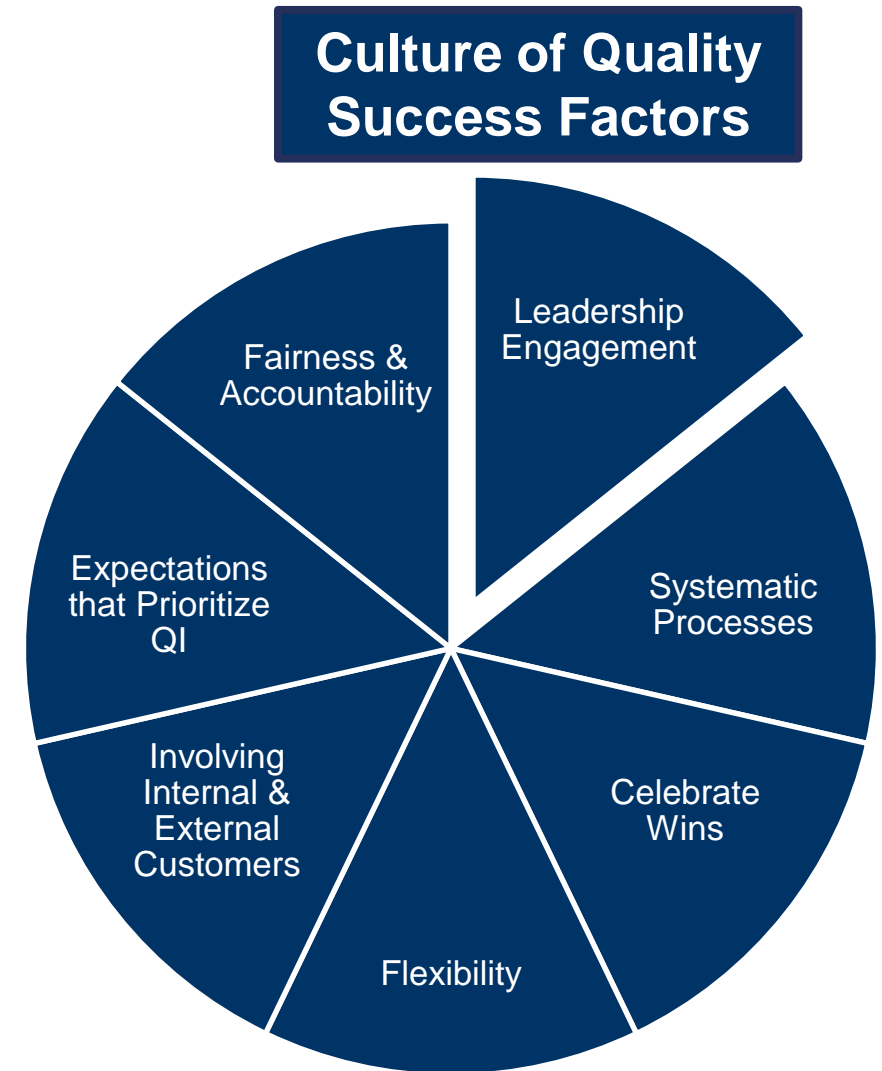 Culture of Quality
Success Factors
Leadership
Engagement
Systematic
Processes
Celebrate
Wins
Flexibility
Involving
Internal &
External
Customers
Expectations
that Prioritize
QI
Fairness &
Accountability